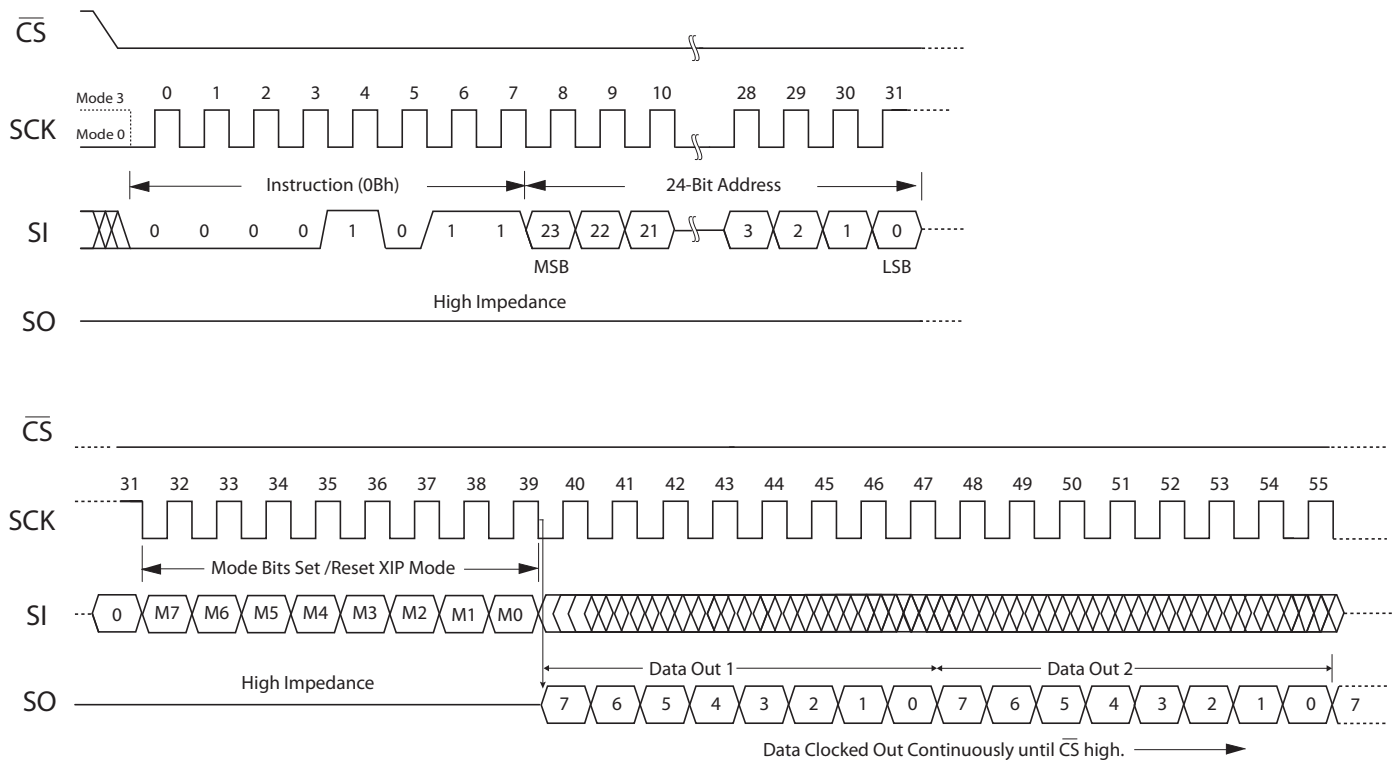 CS
Mode 3
0 1 2 3 4 5 6 7 8 9 10 28 29 30 31
SCK
Mode 0
Instruction (0Bh) 24-Bit Address
SI 0 0 0 0 1 0 1 1 23 22 21 3 2 1 0
MSB LSB
High Impedance
SO
CS
31 32 33 34 35 36 37 38 39 40 41 42 43 44 45 46 47 48 49 50 51 52 53 54 55
SCK
Mode Bits Set /Reset XIP Mode
SI 0 M7 M6 M5 M4 M3 M2 M1 M0
Data Out 1 Data Out 2
High Impedance
SO 7 6 5 4 3 2 1 0 7 6 5 4 3 2 1 0 7
Data Clocked Out Continuously until CS high.